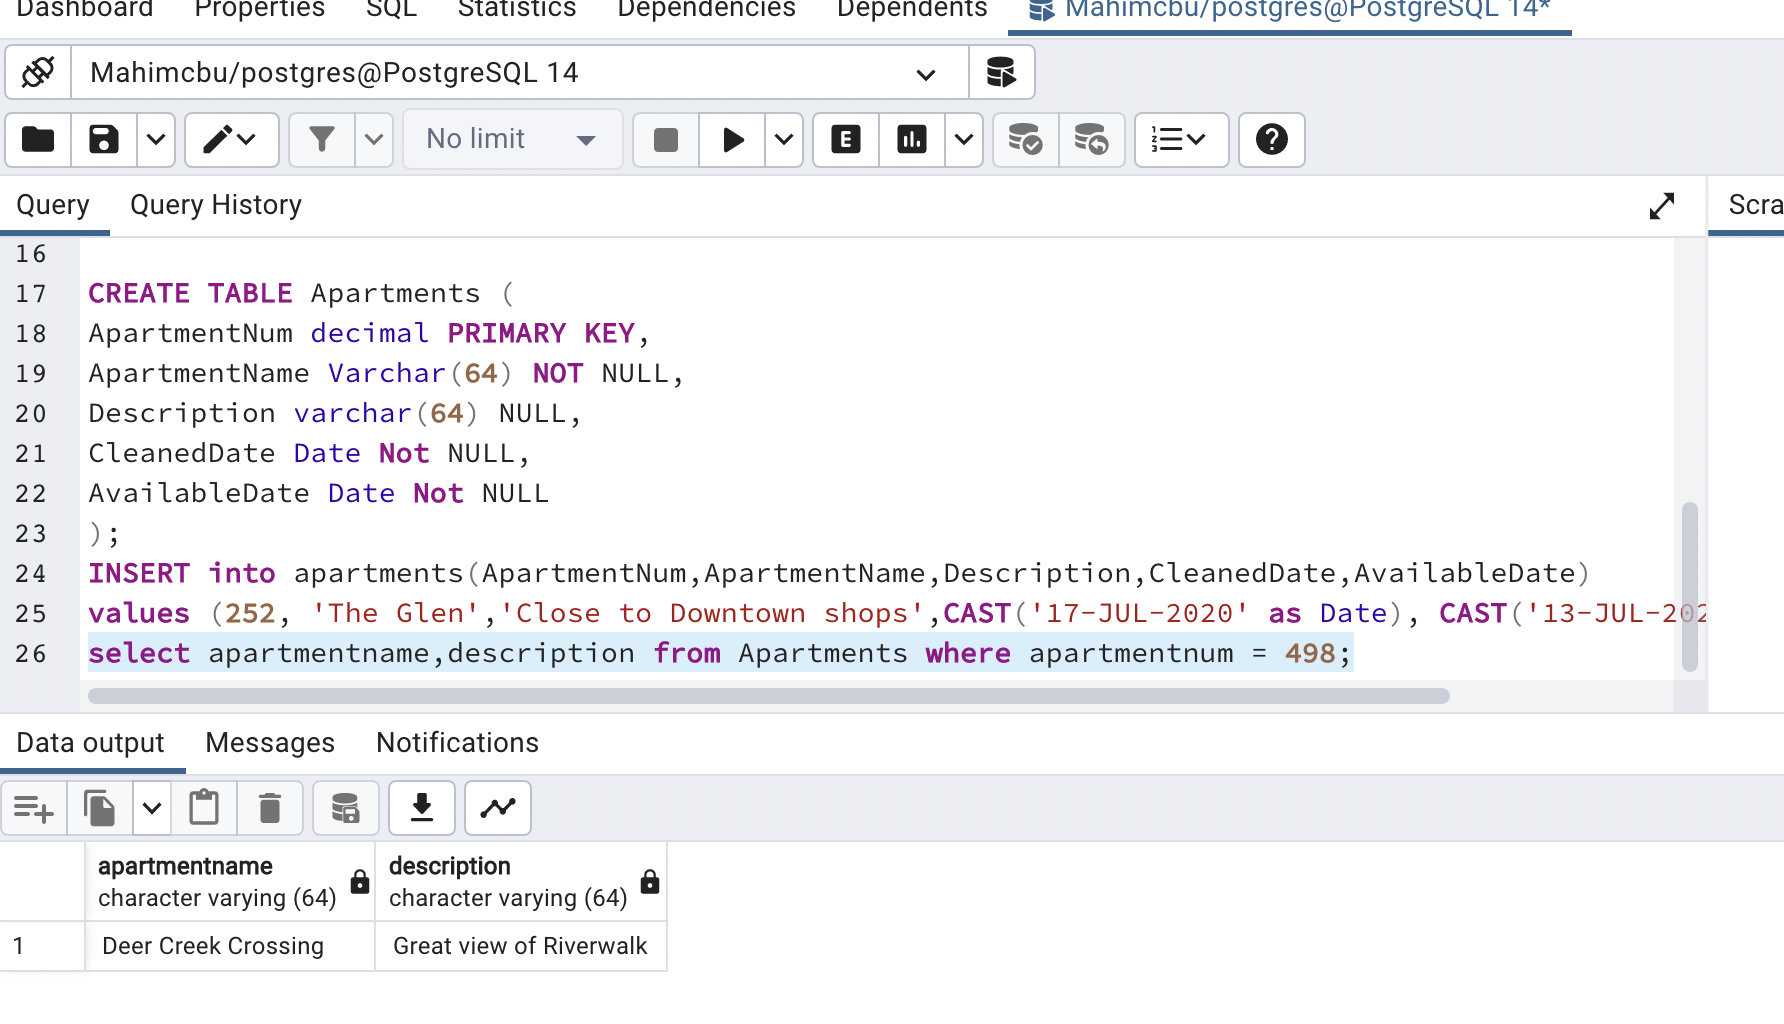 Dashboard Properties SQL Statistics Dependencies Dependents Mahimcbu/postgres@PostgreSQL 14*
Mahimcbu/postgres@PostgreSQL 14
No limit E ?
Query Query History Scra
16
17 CREATE TABLE Apartments (
18 ApartmentNum decimal PRIMARY KEY,
19 ApartmentName Varchar(64) NOT NULL,
20 Description varchar(64) NULL,
21 CleanedDate Date Not NULL,
22 AvailableDate Date Not NULL
23 );
24 INSERT into apartments(ApartmentNum,ApartmentName,Description,CleanedDate,AvailableDate)
25 values (252, 'The Glen','Close to Downtown shops',CAST('17-JUL-2020' as Date), CAST('13-JUL-202
26 select apartmentname,description from Apartments where apartmentnum = 498;
Data output Messages Notifications
apartmentname description
character varying (64) character varying (64)
1 Deer Creek Crossing Great view of Riverwalk